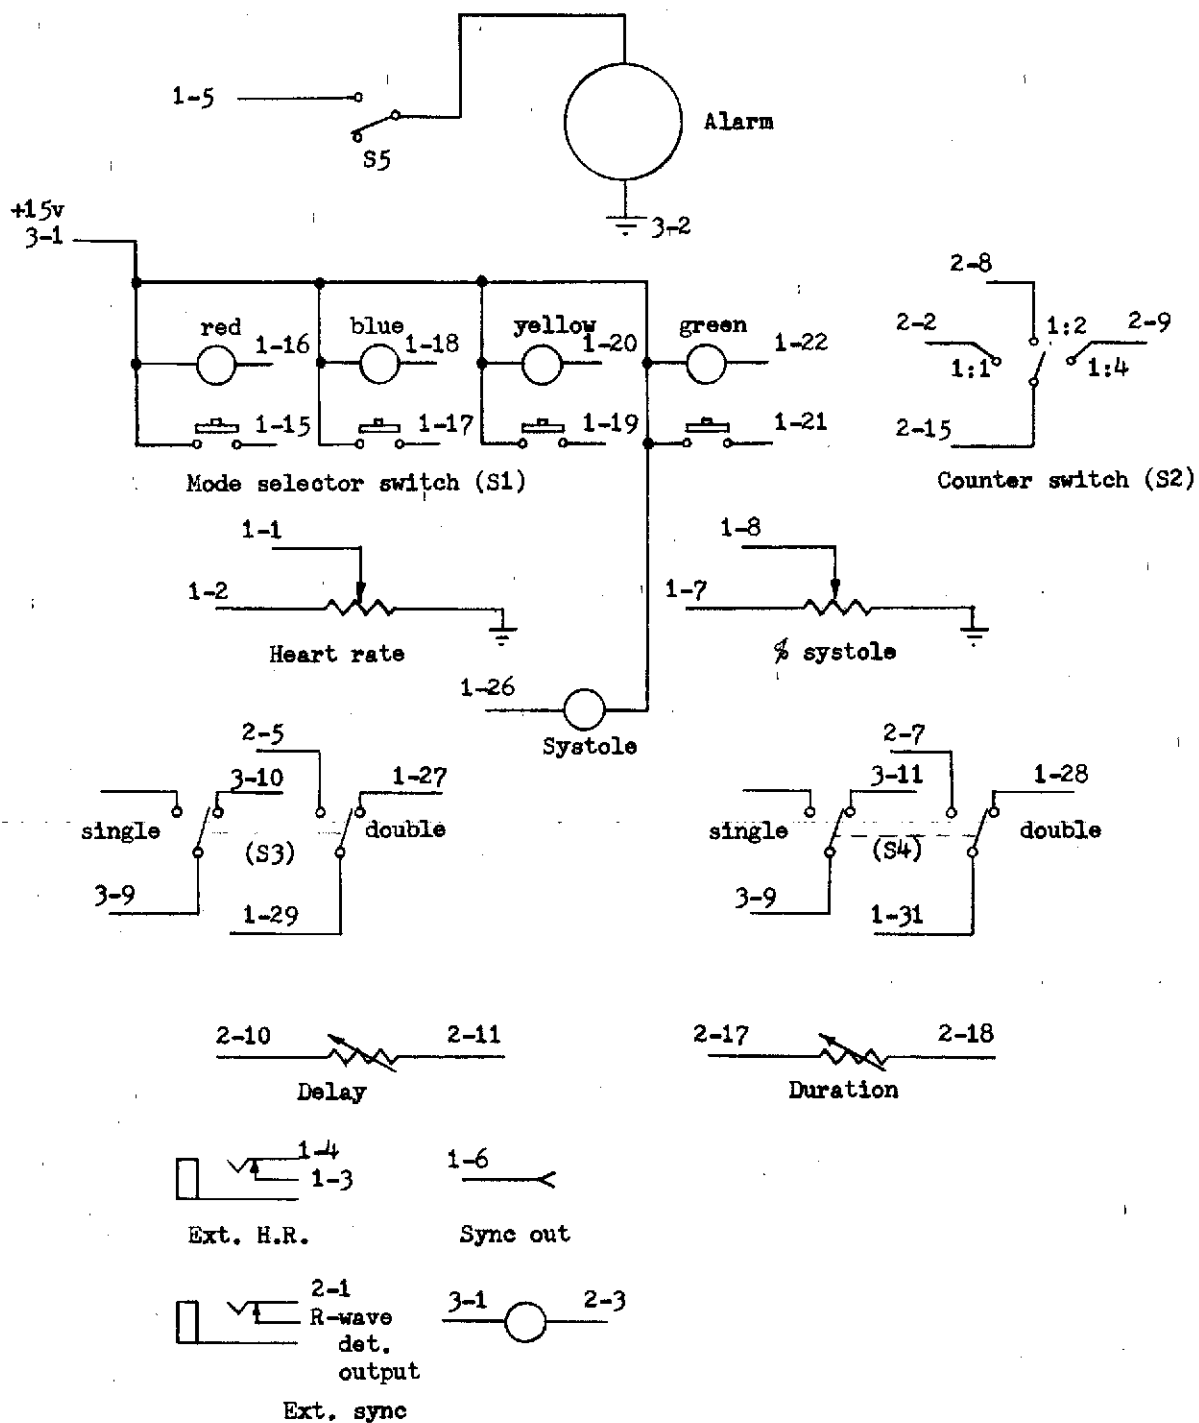 1-5
S5
Alarm
3-2
+15v
3-1
red
blue
yellow
green
1-16
1-18
1-20
1-22
1-15
1-17
1-19
1-21
Mode selector switch (S1)
2-8
2-2
1:2
2-9
1:1
1:4
2-15
Counter switch (S2)
1-1
1-2
Heart rate
1-8
1-7
% systole
1-26
Systole
2-5
3-10
1-27
single
(S3)
double
3-9
1-29
2-7
3-11
1-28
single
(S4)
double
3-9
1-31
2-10
2-11
Delay
2-17
2-18
Duration
1-4
1-3
Ext. H.R.
1-6
Sync out
2-1
R-wave
det.
output
Ext. sync
3-1
2-3